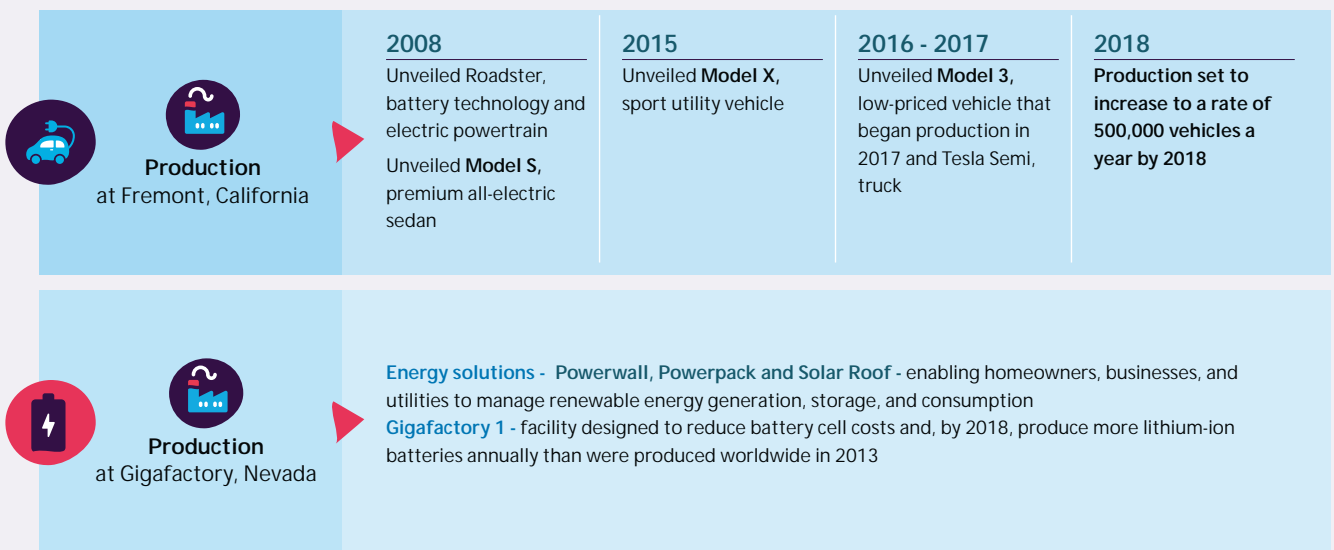 Production
at Fremont, California
2008
Unveiled Roadster,
battery technology and
electric powertrain
Unveiled Model S,
premium all-electric
sedan
2015
Unveiled Model X,
sport utility vehicle
2016 - 2017
Unveiled Model 3,
low-priced vehicle that
began production in
2017 and Tesla Semi,
truck
2018
Production set to
increase to a rate of
500,000 vehicles a
year by 2018
Production
at Gigafactory, Nevada
Energy solutions - Powerwall, Powerpack and Solar Roof - enabling homeowners, businesses, and
utilities to manage renewable energy generation, storage, and consumption
Gigafactory 1 - facility designed to reduce battery cell costs and, by 2018, produce more lithium-ion
batteries annually than were produced worldwide in 2013